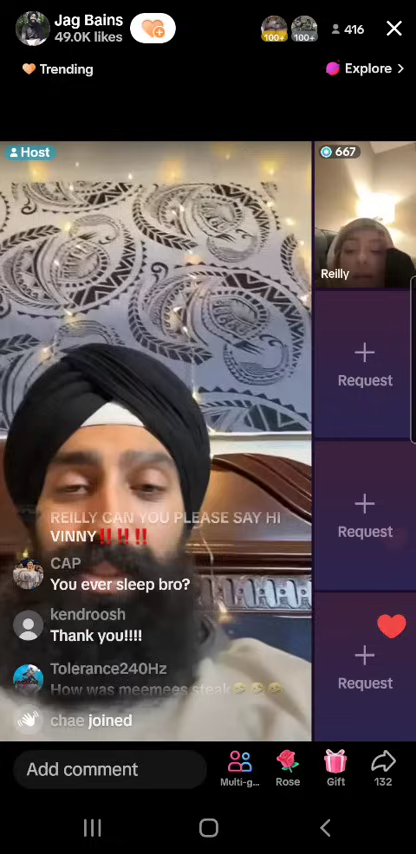 Jag Bains
49.0K likes
100+
100+
416
Trending
Explore >
Host
667
Reilly
Request
Request
Request
REILLY CAN YOU PLEASE SAY HI
VINNY‼️‼️‼️
CAP
You ever sleep bro?
kendroosh
Thank you!!!!
Tolerance240Hz
How was meemees steak🤣🤣🤣
chae joined
Add comment
Multi-g...
Rose
Gift
132